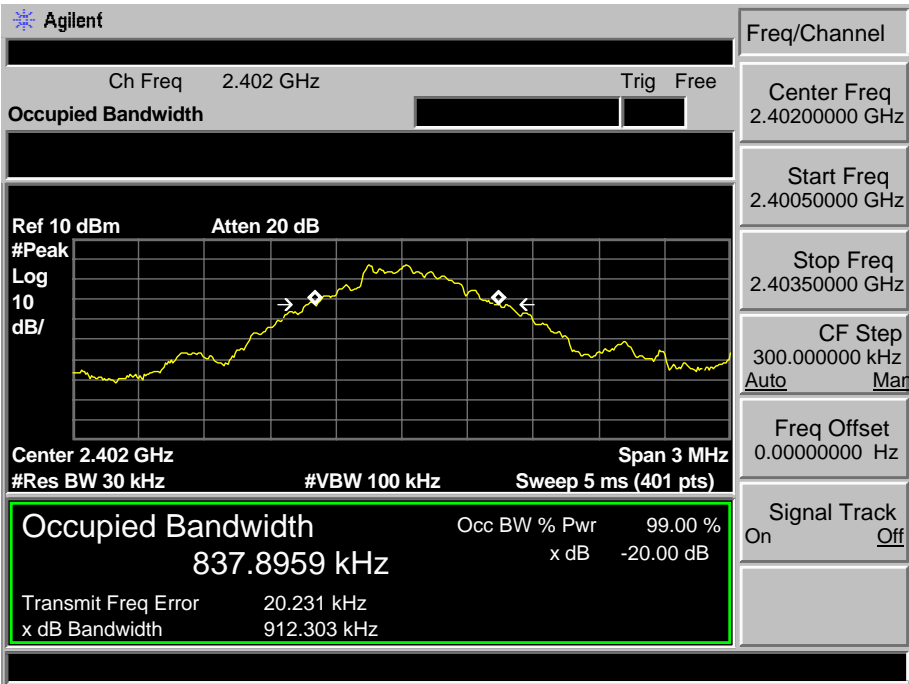 Agilent
Freq/Channel
Ch Freq 2.402 GHz Trig Free
Occupied Bandwidth
Center Freq
2.40200000 GHz
Start Freq
2.40050000 GHz
Ref 10 dBm Atten 20 dB
#Peak
Log
10
dB/
Stop Freq
2.40350000 GHz
CF Step
300.000000 kHz
Auto Mar
Center 2.402 GHz Span 3 MHz
#Res BW 30 kHz #VBW 100 kHz Sweep 5 ms (401 pts)
Freq Offset
0.00000000 Hz
Occupied Bandwidth Occ BW % Pwr 99.00 %
837.8959 kHz x dB -20.00 dB
Signal Track
On Off
Transmit Freq Error 20.231 kHz
x dB Bandwidth 912.303 kHz